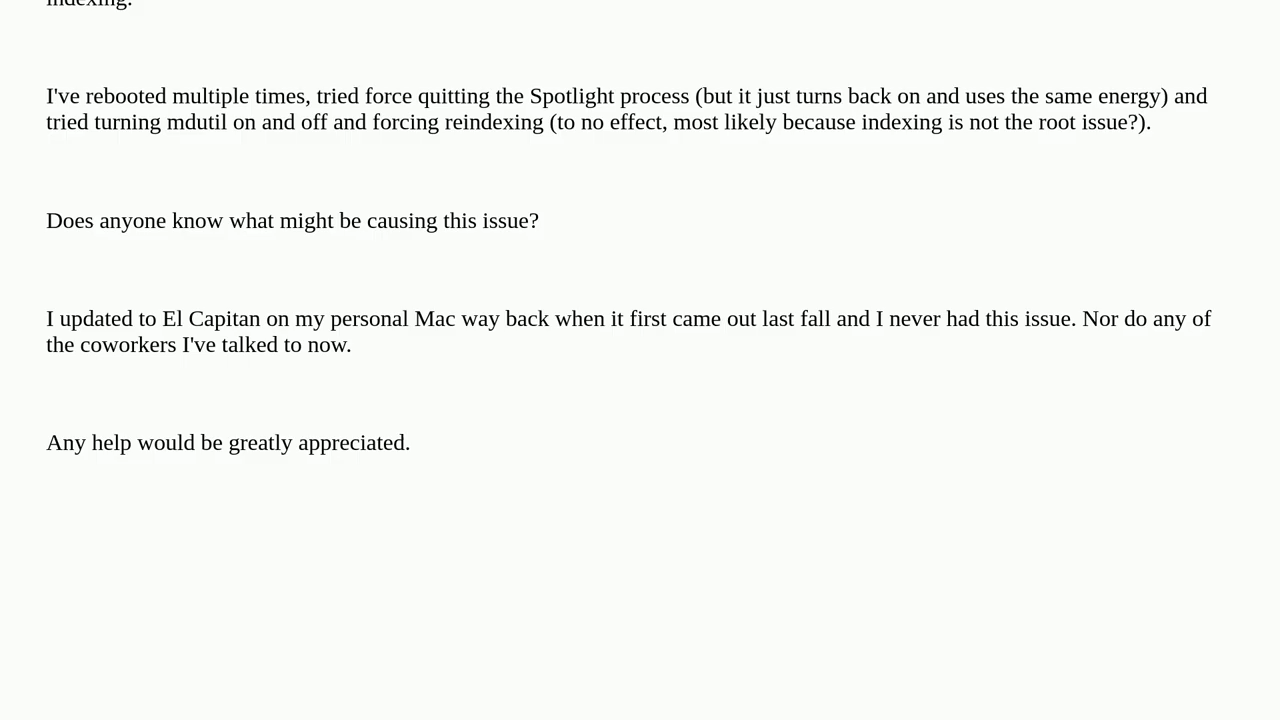 indexing.
I've rebooted multiple times, tried force quitting the Spotlight process (but it just turns back on and uses the same energy) and
tried turning mdutil on and off and forcing reindexing (to no effect, most likely because indexing is not the root issue?).
Does anyone know what might be causing this issue?
I updated to El Capitan on my personal Mac way back when it first came out last fall and I never had this issue. Nor do any of
the coworkers I've talked to now.
Any help would be greatly appreciated.